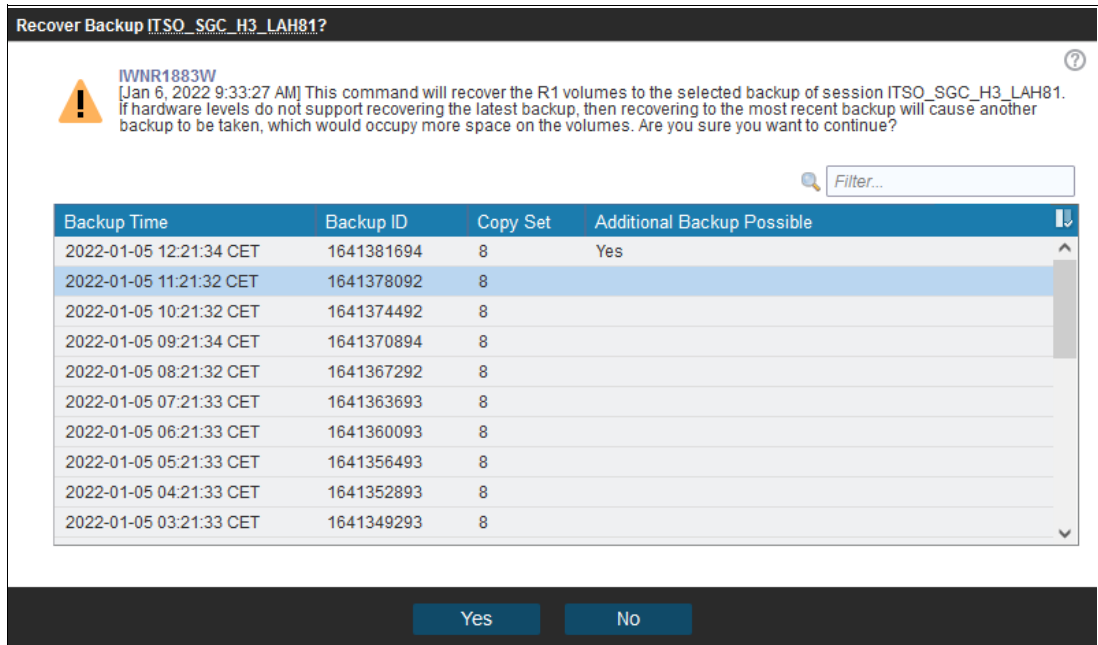 Recover Backup ITSO_SGC_H3_LAH81?
?
IWNR1883W
[Jan 6, 2022 9:33:27 AM] This command will recover the R1 volumes to the selected backup of session ITSO_SGC_H3_LAH81.
If hardware levels do not support recovering the latest backup, then recovering to the most recent backup will cause another
backup to be taken, which would occupy more space on the volumes. Are you sure you want to continue?
Filter...
Backup Time Backup ID Copy Set Additional Backup Possible
2022-01-05 12:21:34 CET 1641381694 8 Yes
2022-01-05 11:21:32 CET 1641378092 8
2022-01-05 10:21:32 CET 1641374492 8
2022-01-05 09:21:34 CET 1641370894 8
2022-01-05 08:21:32 CET 1641367292 8
2022-01-05 07:21:33 CET 1641363693 8
2022-01-05 06:21:33 CET 1641360093 8
2022-01-05 05:21:33 CET 1641356493 8
2022-01-05 04:21:33 CET 1641352893 8
2022-01-05 03:21:33 CET 1641349293 8
Yes No